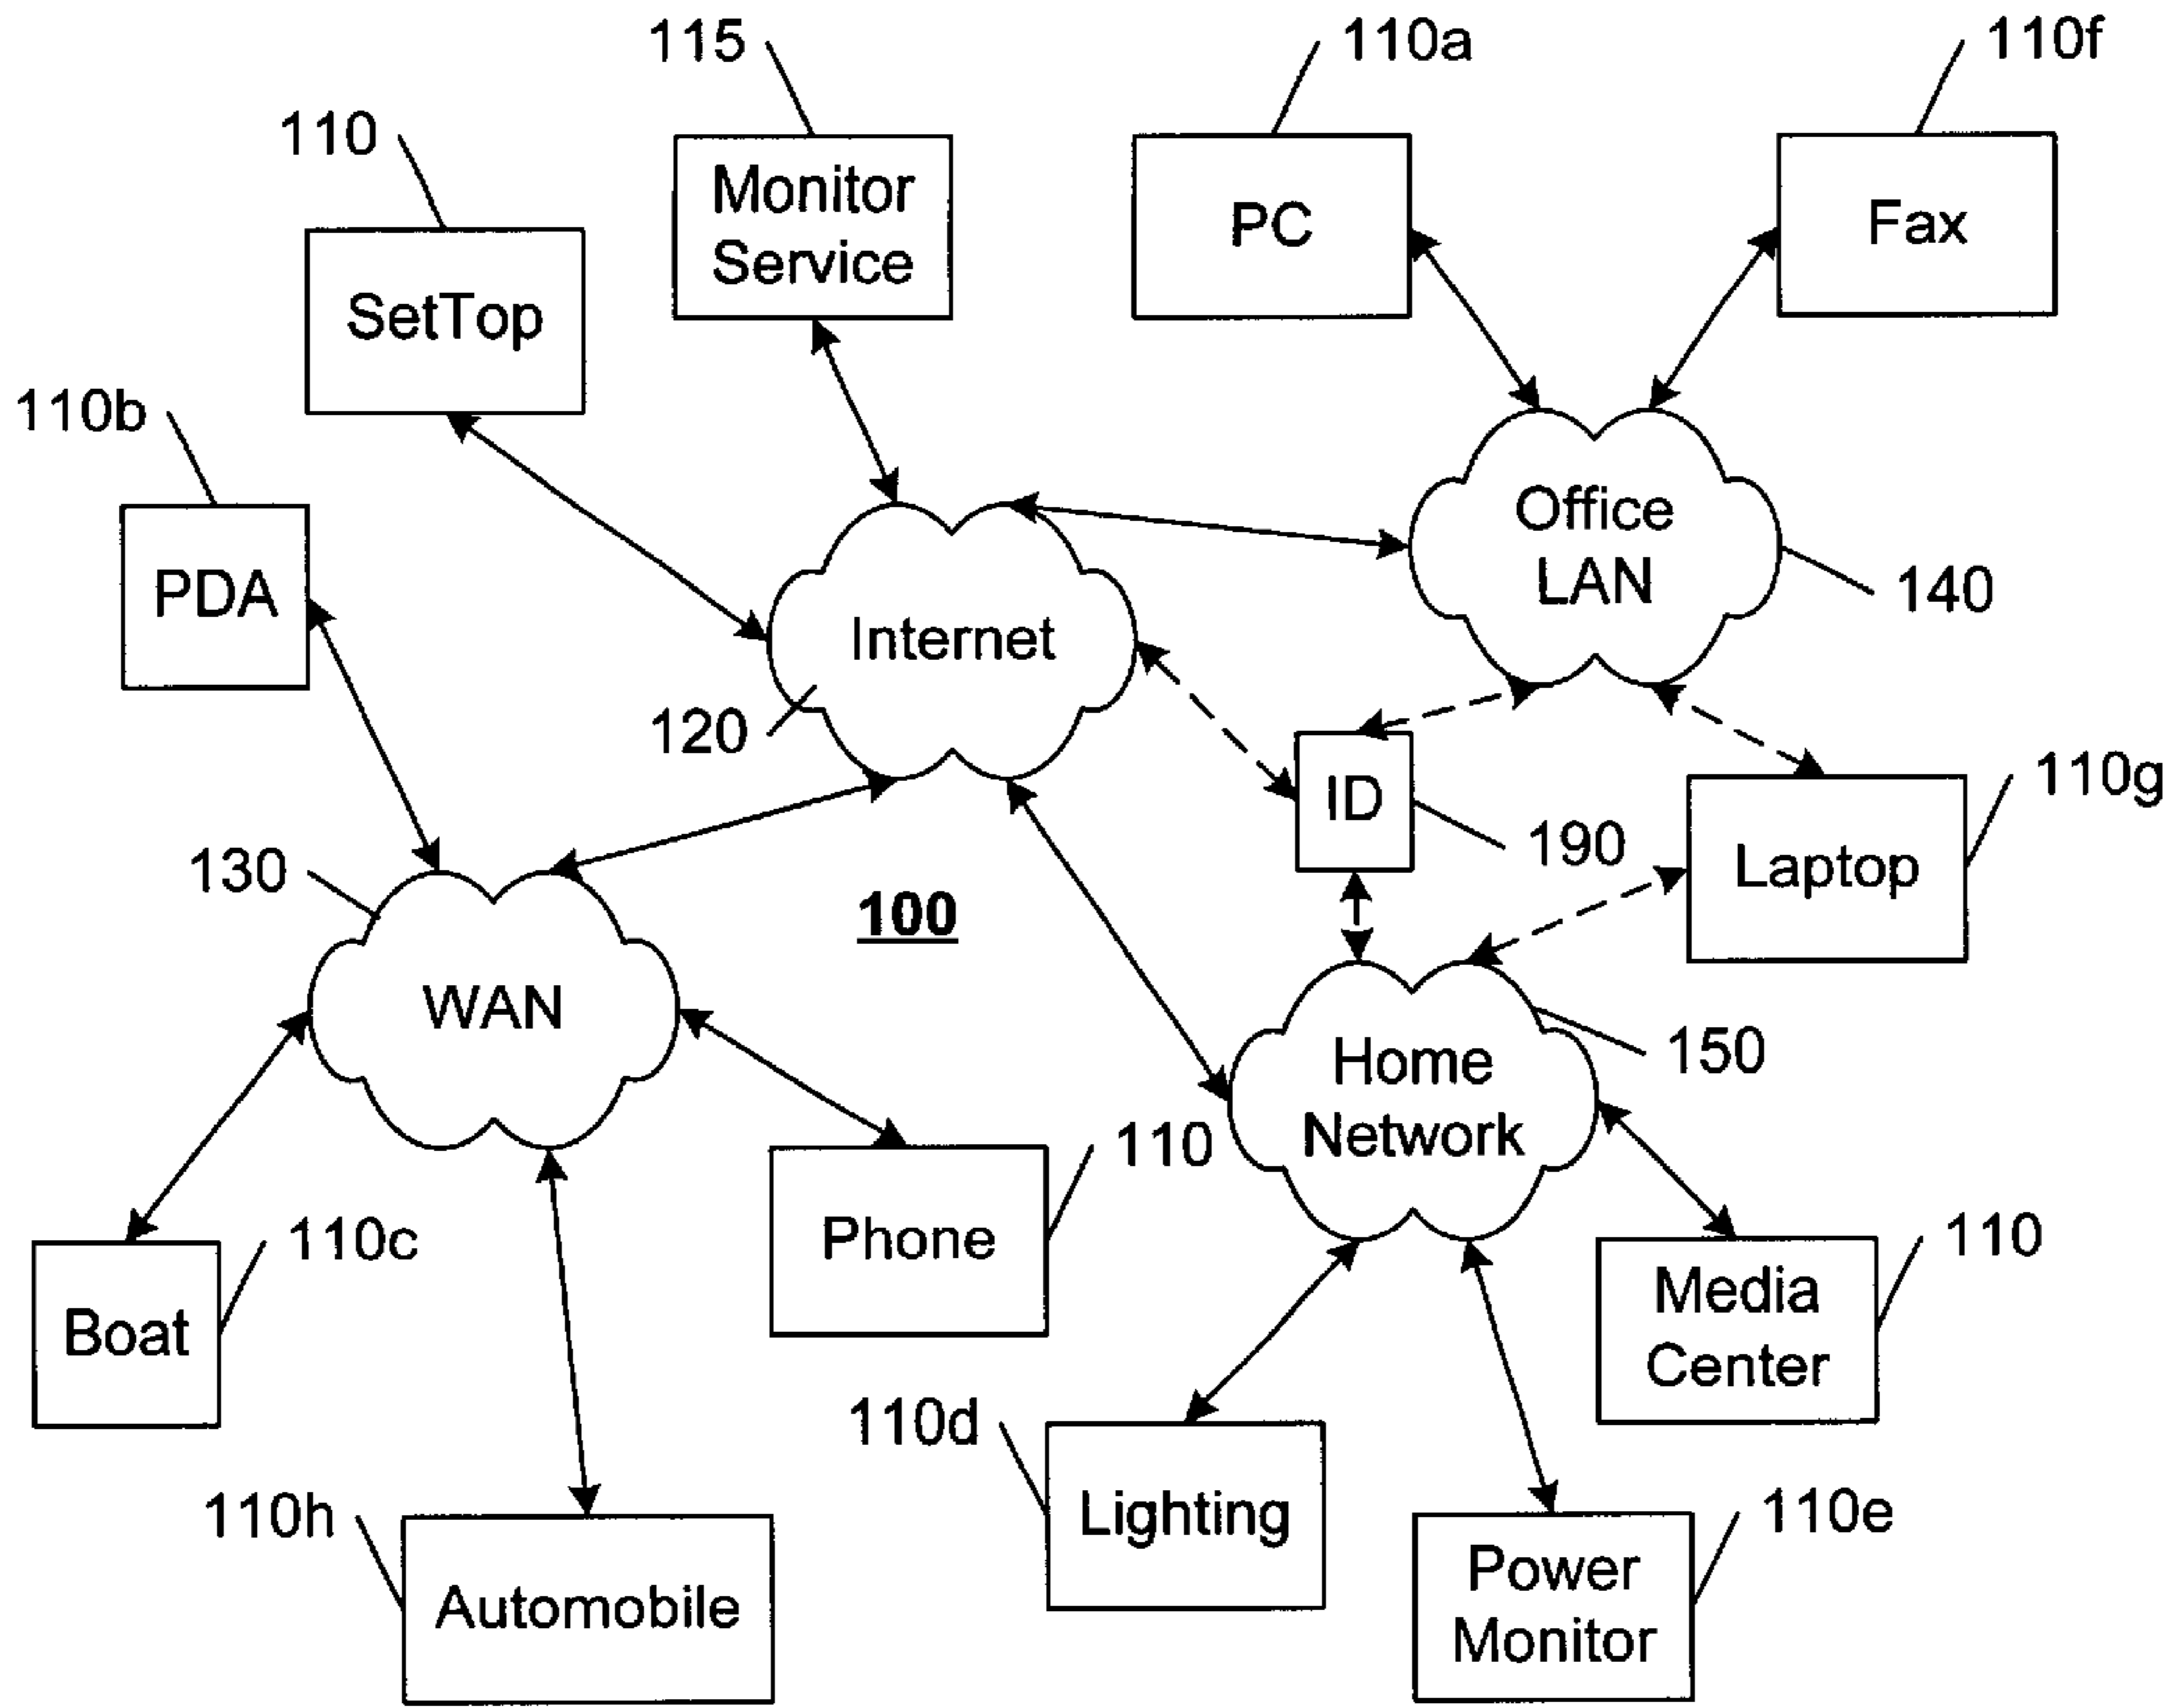 115
110a
110f
110
Monitor
Service
PC
Fax
SetTop
110b
Office
LAN
PDA
140
Internet
120
ID
110g
190
130
Laptop
100
WAN
150
Home
Network
110
Phone
110c
110
Boat
Media
Center
110d
Lighting
110h
110e
Automobile
Power
Monitor